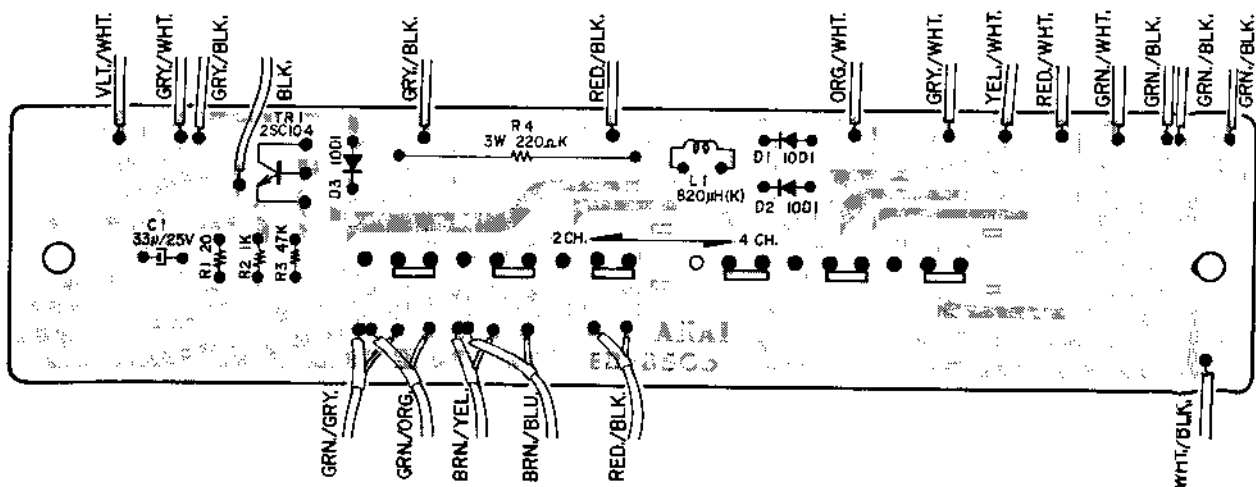 VLT./WHT.
GRY./WHT.
GRY./BLK.
BLK.
GRY./BLK.
RED./BLK.
ORG./WHT.
GRY./WHT.
YEL./WHT.
RED./WHT.
GRN./WHT.
GRN./BLK.
GRN./BLK.
GRN./BLK.
TR1
2SC104
D3 10D1
R4
3W 220ΩK
L1
820μH(K)
D1 10D1
D2 10D1
C1
33μ/25V
R1 20
R2 1K
R3 47K
2 CH.
4 CH.
AKAI
GRN./GRY.
GRN./ORG.
BRN./YEL.
BRN./BLU.
RED./BLK.
WHT./BLK.